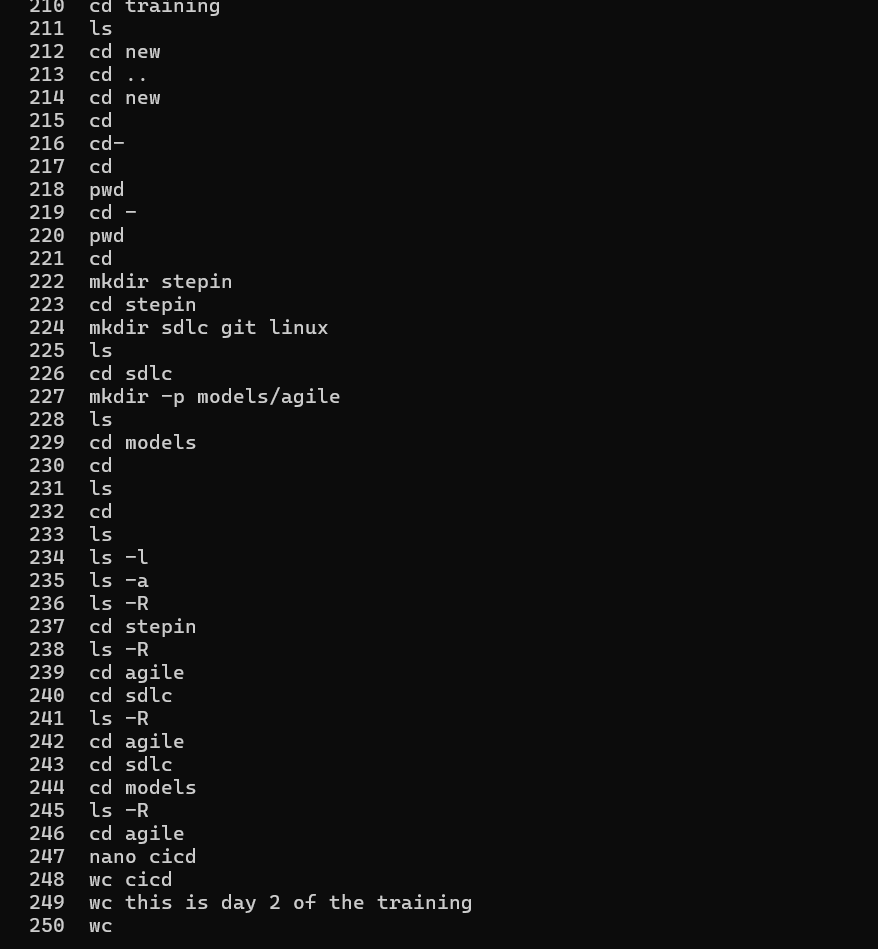 210  cd training
211  ls
212  cd new
213  cd ..
214  cd new
215  cd
216  cd-
217  cd
218  pwd
219  cd -
220  pwd
221  cd
222  mkdir stepin
223  cd stepin
224  mkdir sdlc git linux
225  ls
226  cd sdlc
227  mkdir -p models/agile
228  ls
229  cd models
230  cd
231  ls
232  cd
233  ls
234  ls -l
235  ls -a
236  ls -R
237  cd stepin
238  ls -R
239  cd agile
240  cd sdlc
241  ls -R
242  cd agile
243  cd sdlc
244  cd models
245  ls -R
246  cd agile
247  nano cicd
248  wc cicd
249  wc this is day 2 of the training
250  wc